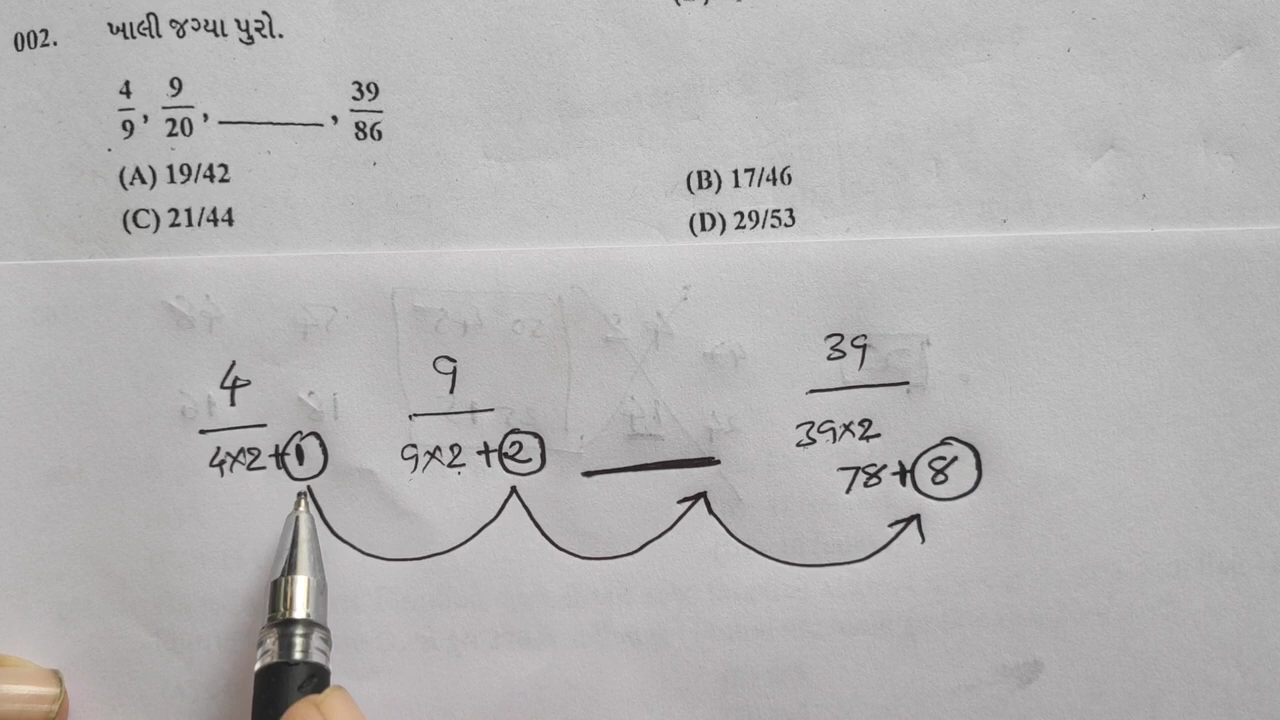 002. ખાલી જગ્યા પુરો.
4/9, 9/20, ______, 39/86
(A) 19/42 (B) 17/46
(C) 21/44 (D) 29/53
4 9 39
4×2+1 9×2+2 39×2
78+8